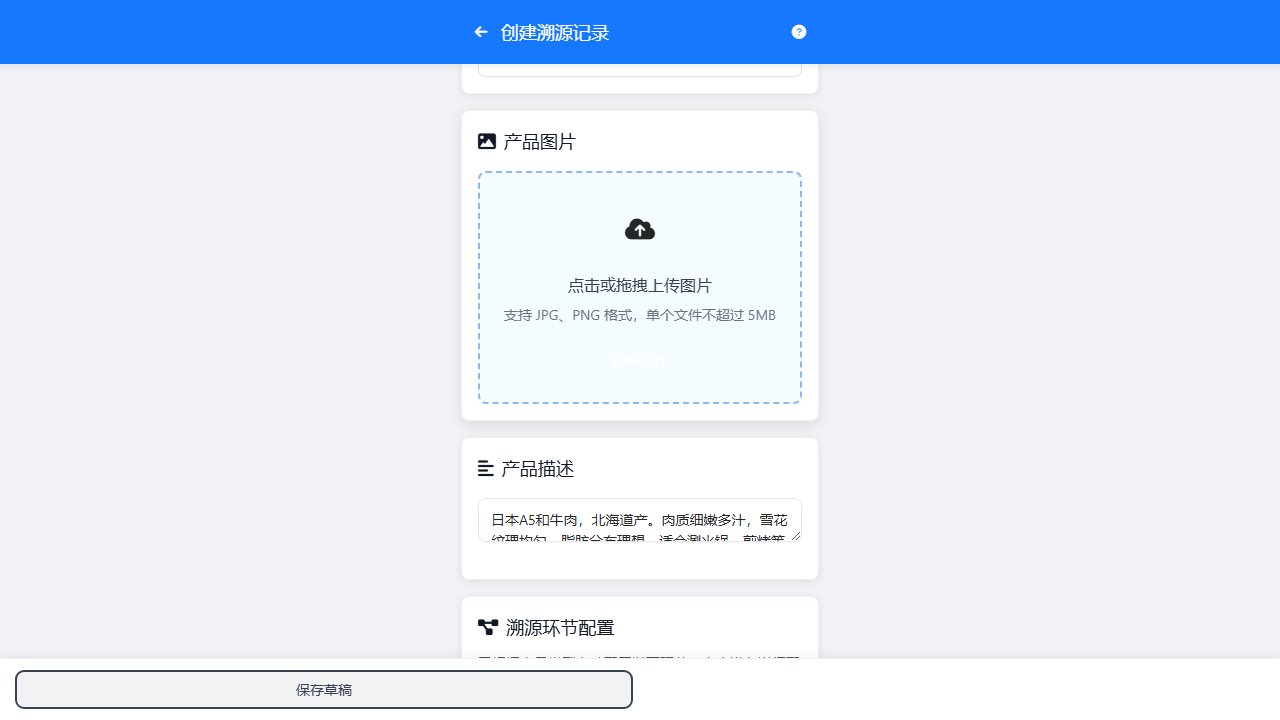 创建溯源记录
产品图片
点击或拖拽上传图片
支持 JPG、PNG 格式，单个文件不超过 5MB
选择文件
产品描述
日本A5和牛肉，北海道产。肉质细嫩多汁，雪花
纹理均匀，脂肪分布理想，适合涮火锅、煎烤等
溯源环节配置
保存草稿